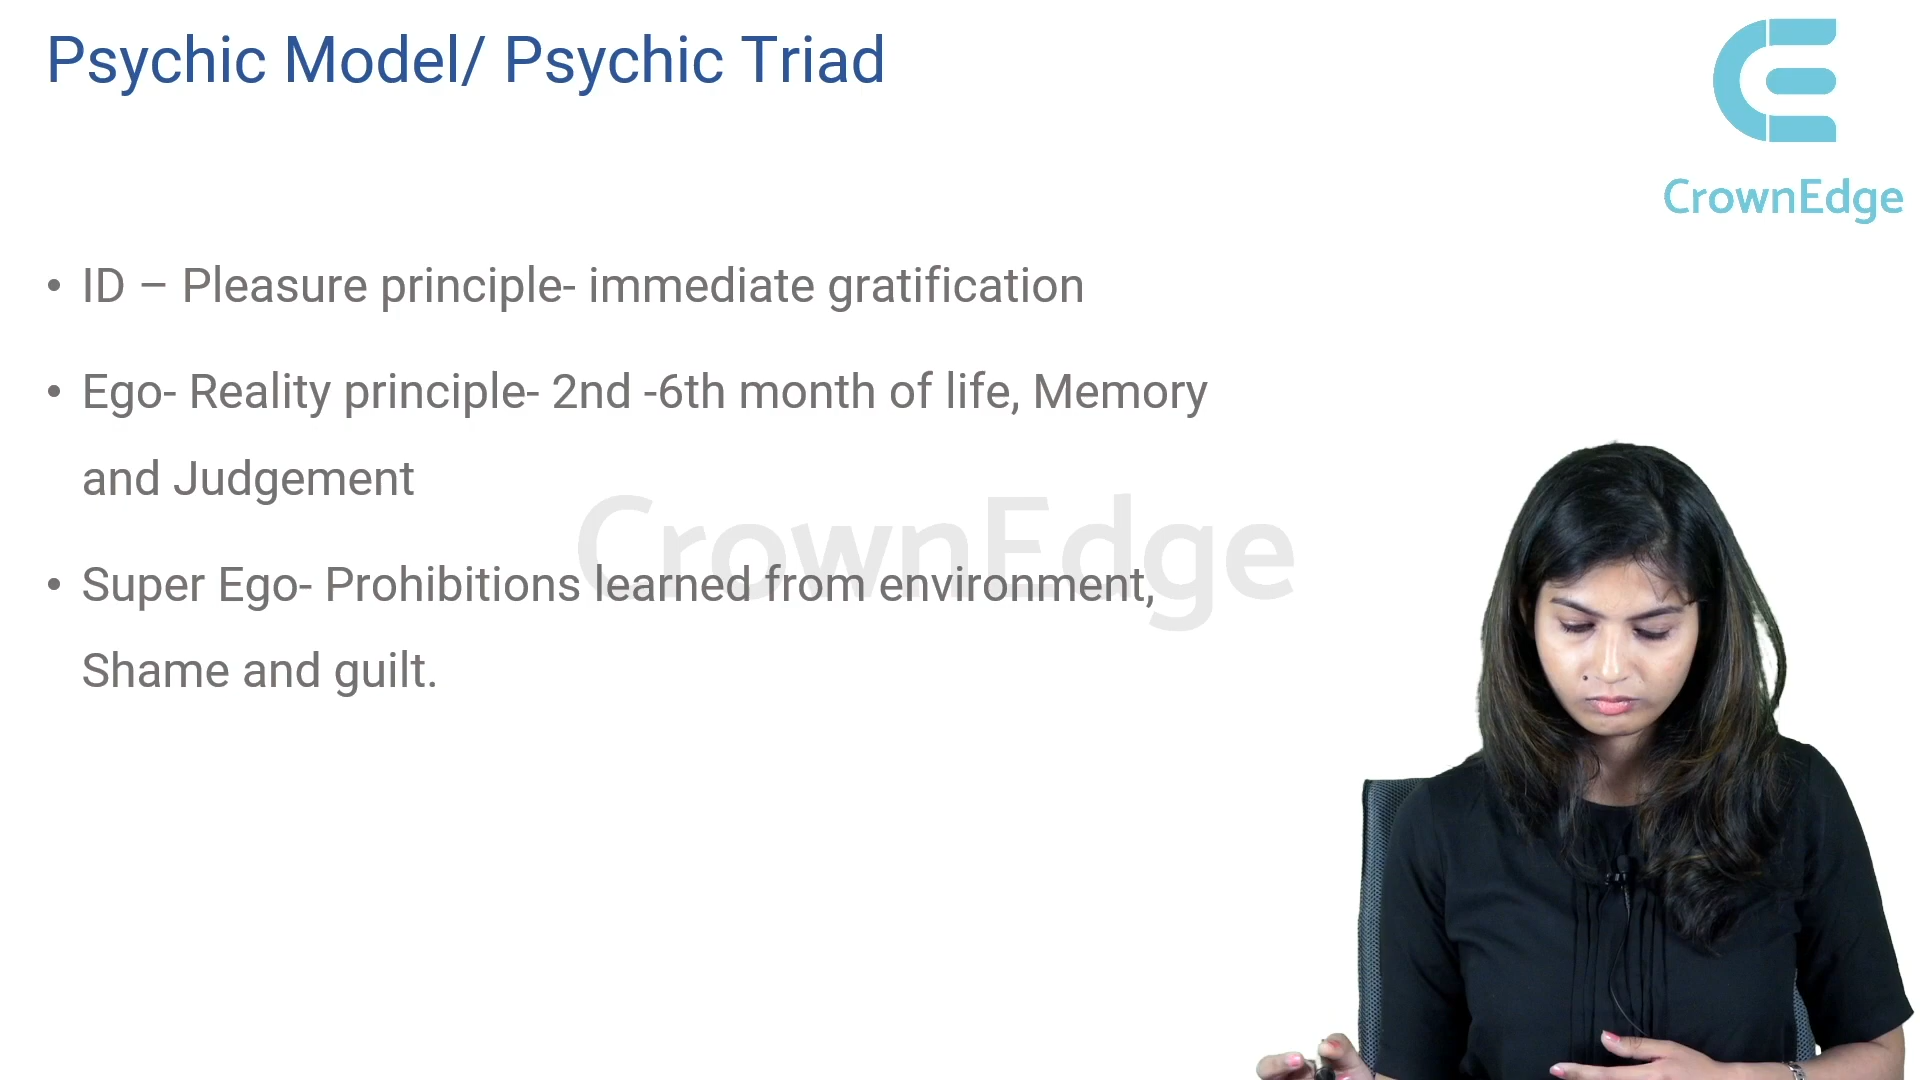 Psychic Model/ Psychic Triad
CrownEdge
• ID – Pleasure principle- immediate gratification
• Ego- Reality principle- 2nd -6th month of life, Memory
and Judgement
CrownEdge
• Super Ego- Prohibitions learned from environment,
Shame and guilt.